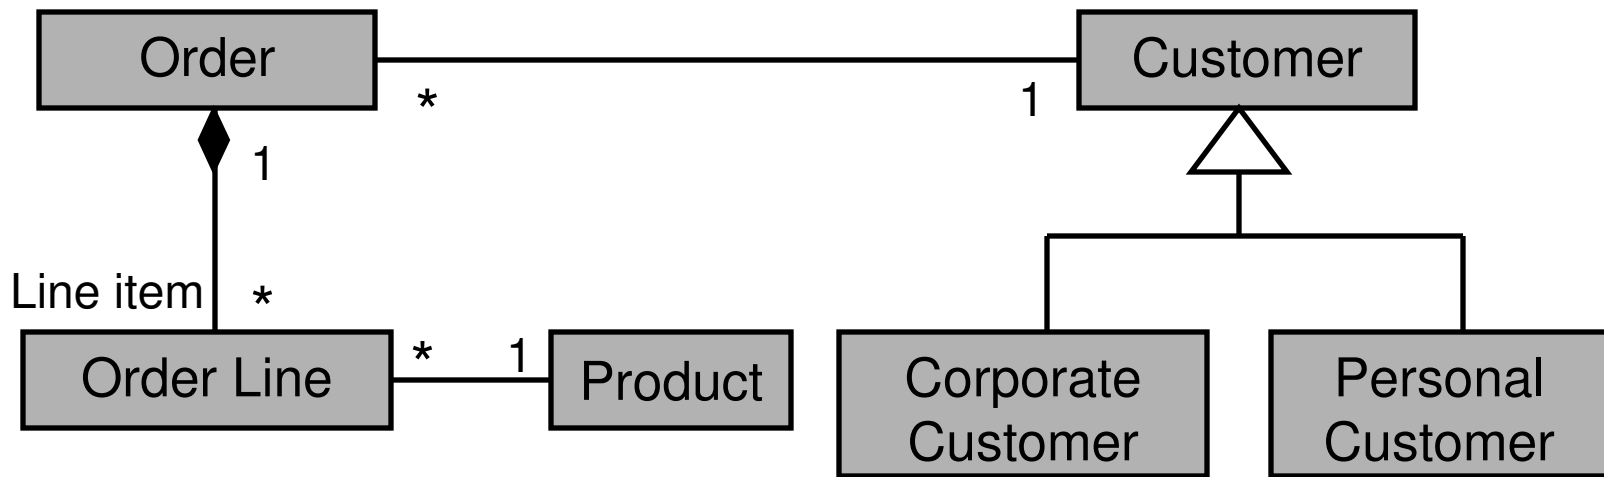 Order
Customer
*
1
1
Line item
*
Order Line
*
1
Product
Corporate
Customer
Personal
Customer